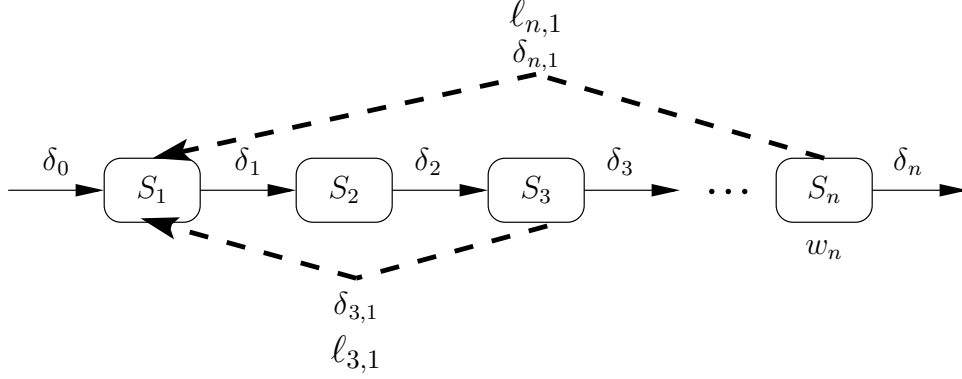 ℓ_{n,1}
δ_{n,1}
δ_0 δ_1 δ_2 δ_3 δ_n
S_1 S_2 S_3 ··· S_n
w_n
δ_{3,1}
ℓ_{3,1}